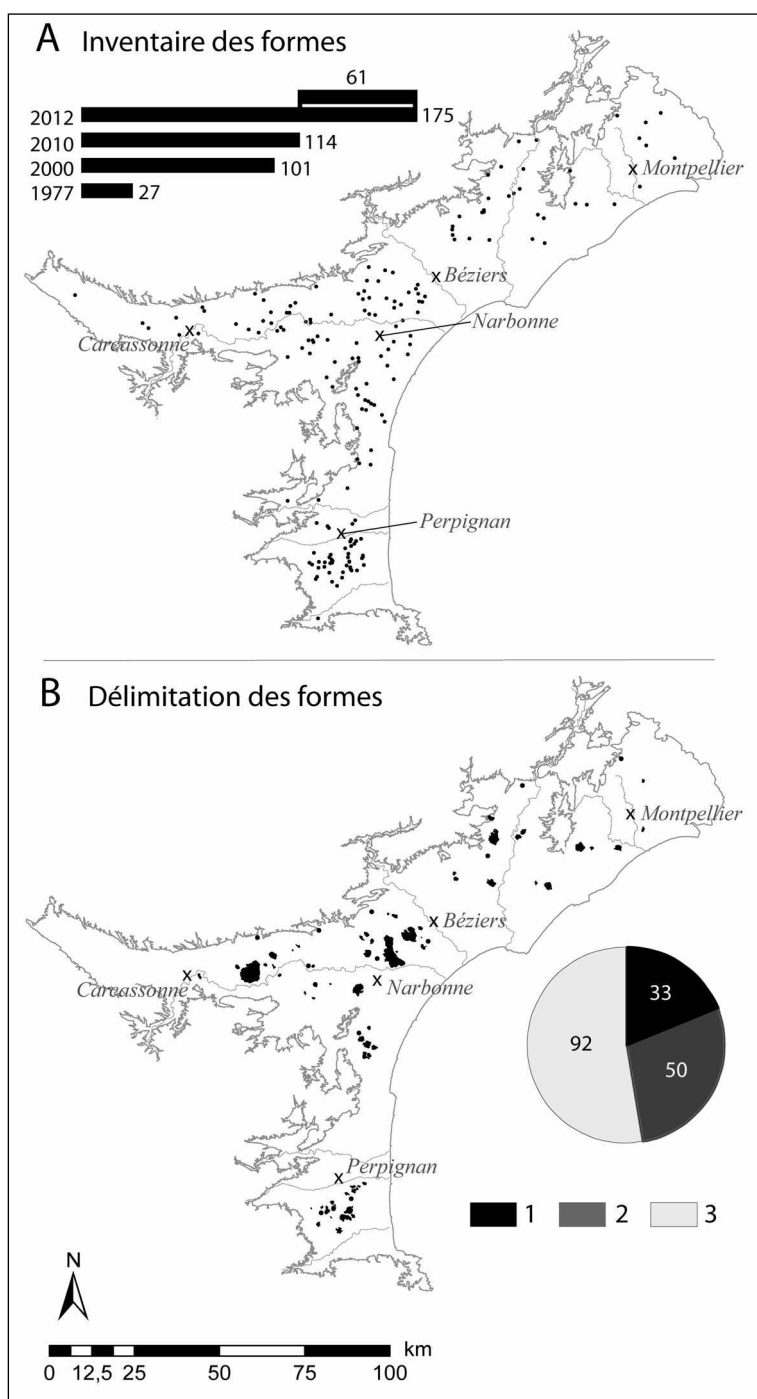 A Inventaire des formes
61
2012 175
2010 114
2000 101
1977 27
Montpellier
Béziers
Narbonne
Carcassonne
Perpignan
B Délimitation des formes
Montpellier
Béziers
Carcassonne
Narbonne
33
92
50
Perpignan
1 2 3
N
km
0 12,5 25 50 75 100